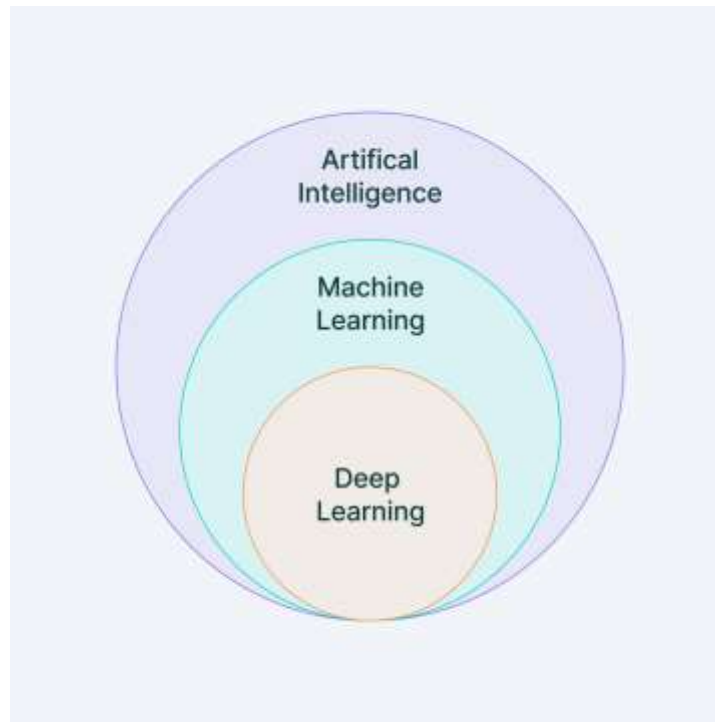 Artifical
Intelligence
Machine
Learning
Deep
Learning